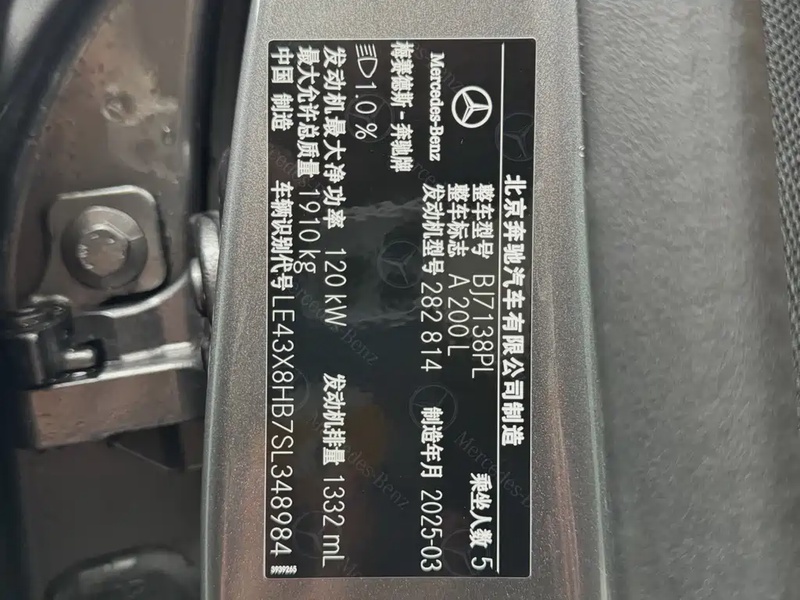 北京奔驰汽车有限公司制造
Mercedes-Benz
梅赛德斯-奔驰牌
整车型号 BJ7138PL 乘坐人数 5
整车标志 A 200 L
发动机型号 282 814 制造年月 2025-03
1.0 %
发动机最大净功率 120 kW 发动机排量 1332 mL
最大允许总质量 1910 kg
中国 制造 车辆识别代号 LE43X8HB7SL348984